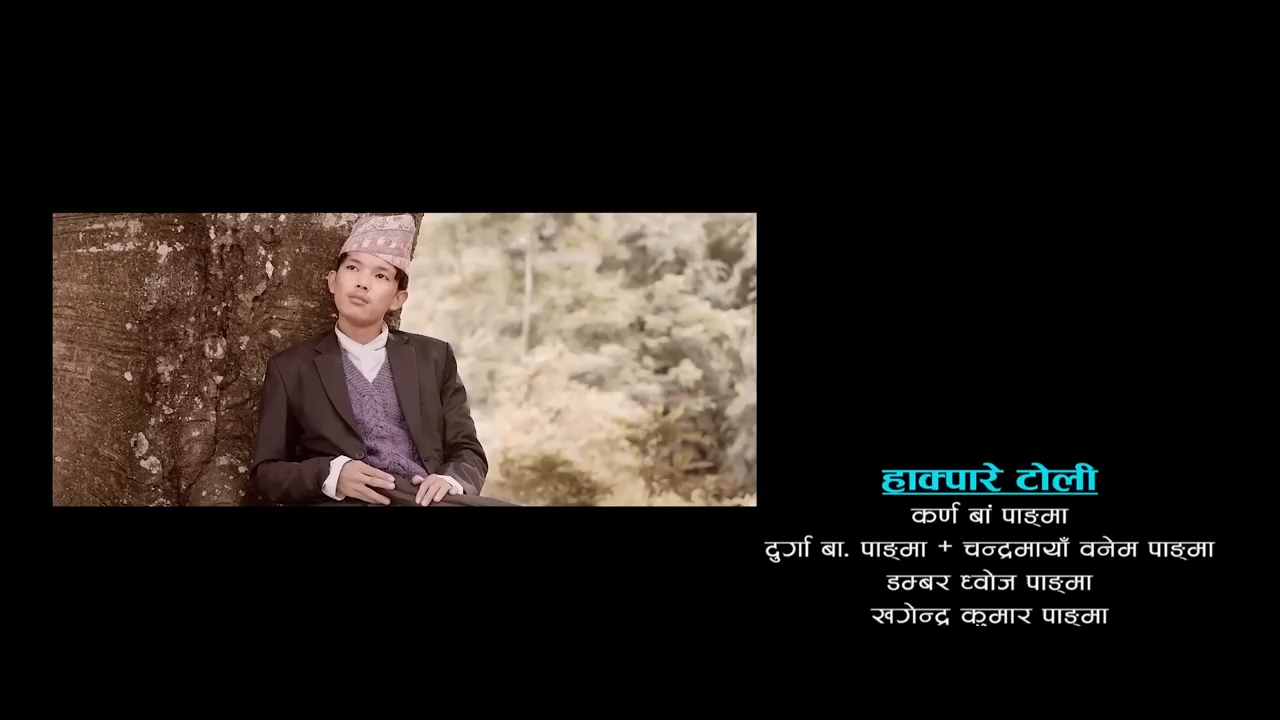 हाक्पारे टोली
कर्ण बां पाङ्मा
दुर्गा बा. पाङ्मा + चन्द्रमायाँ वनेम पाङ्मा
डम्बर ध्वोज पाङ्मा
खगेन्द्र कुमार पाङ्मा